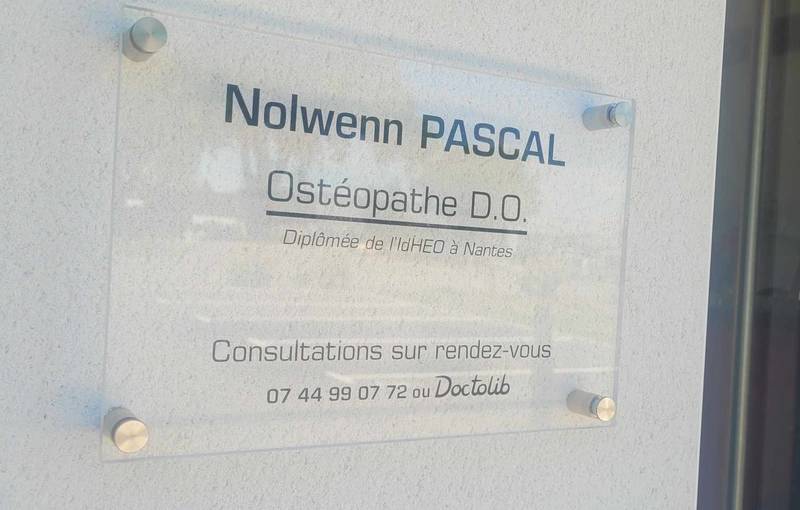 Nolwenn PASCAL
Ostéopathe D.O.
Diplômée de l'IdHEO à Nantes
Consultations sur rendez-vous
07 44 99 07 72 ou Doctolib